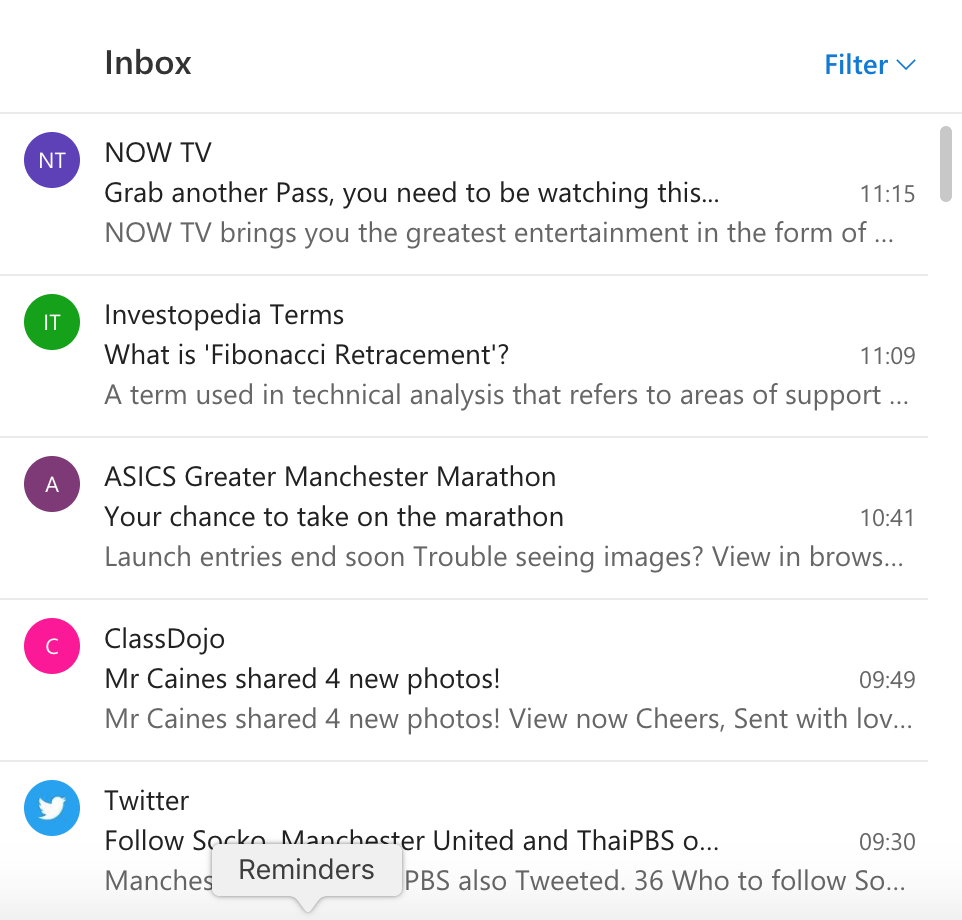 Inbox
Filter
NT
NOW TV
Grab another Pass, you need to be watching this...
11:15
NOW TV brings you the greatest entertainment in the form of ...
IT
Investopedia Terms
What is 'Fibonacci Retracement'?
11:09
A term used in technical analysis that refers to areas of support ...
A
ASICS Greater Manchester Marathon
Your chance to take on the marathon
10:41
Launch entries end soon Trouble seeing images? View in brows...
C
ClassDojo
Mr Caines shared 4 new photos!
09:49
Mr Caines shared 4 new photos! View now Cheers, Sent with lov...
Twitter
Follow Socko, Manchester United and ThaiPBS o...
09:30
Reminders
Manches PBS also Tweeted. 36 Who to follow So...